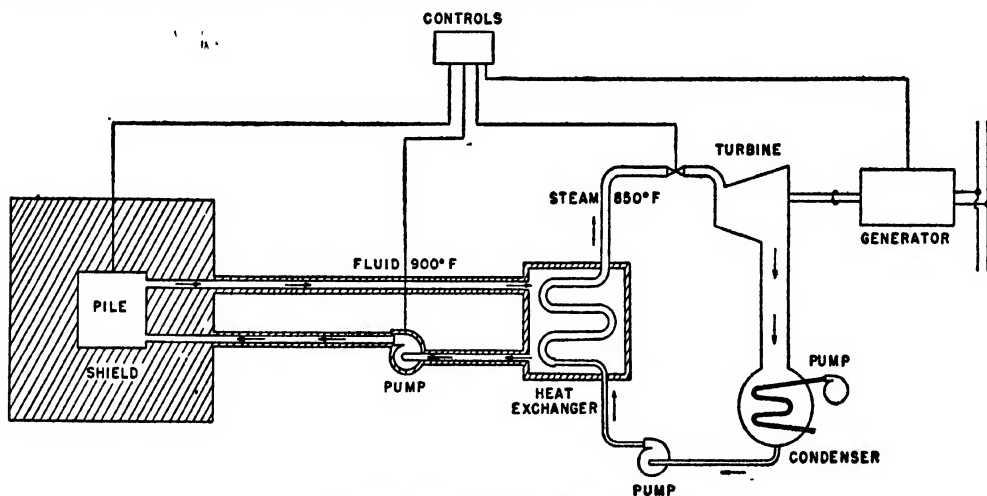 CONTROLS
TURBINE
STEAM 850°F
GENERATOR
FLUID 900°F
PILE
SHIELD
PUMP
HEAT
EXCHANGER
PUMP
CONDENSER
PUMP